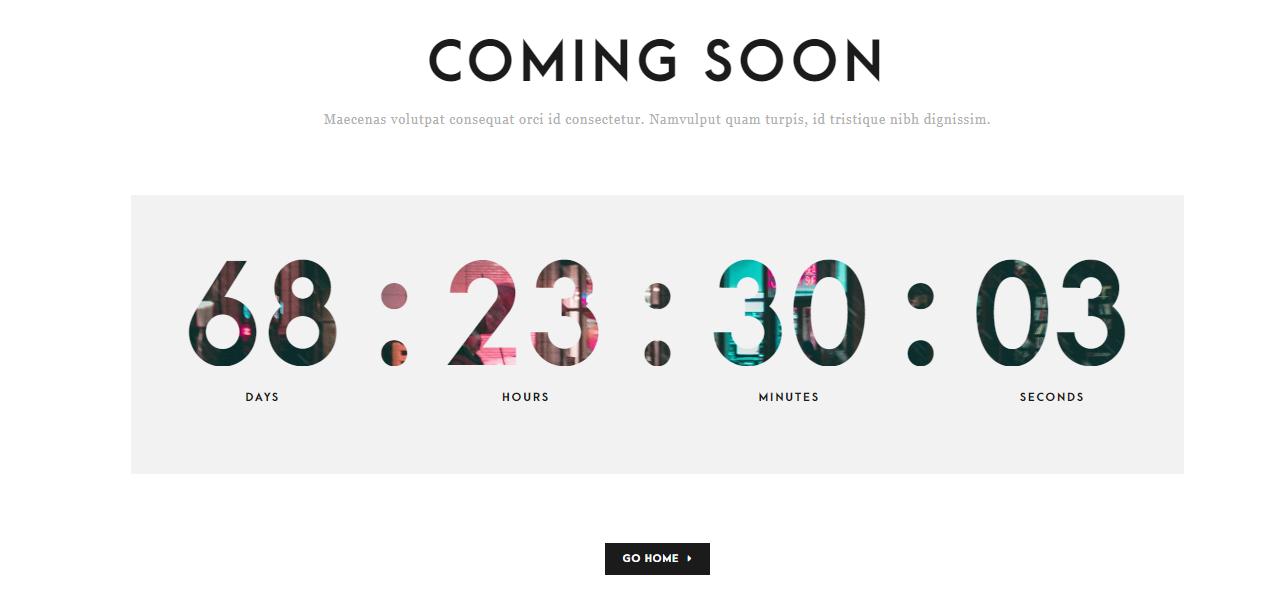 COMING SOON
Maecenas volutpat consequat orci id consectetur. Namvulput quam turpis, id tristique nibh dignissim.
68 : 23 : 30 : 03
DAYS HOURS MINUTES SECONDS
GO HOME